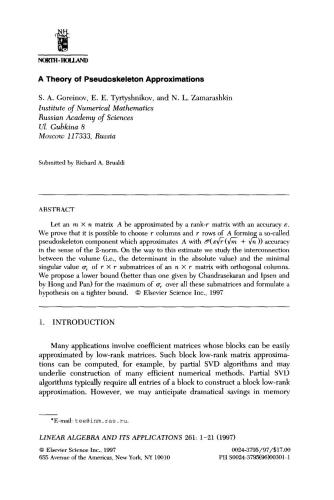 NH
NORTH-HOLLAND
A Theory of Pseudoskeleton Approximations
S. A. Goreinov, E. E. Tyrtyshnikov, and N. L. Zamarashkin
Institute of Numerical Mathematics
Russian Academy of Sciences
Ul. Gubkina 8
Moscow 117333, Russia
Submitted by Richard A. Brualdi
ABSTRACT
Let an m × n matrix A be approximated by a rank-r matrix with an accuracy ε.
We prove that it is possible to choose r columns and r rows of A forming a so-called
pseudoskeleton component which approximates A with 𝒪(ε√r(√m + √n)) accuracy
in the sense of the 2-norm. On the way to this estimate we study the interconnection
between the volume (i.e., the determinant in the absolute value) and the minimal
singular value σᵣ of r × r submatrices of an n × r matrix with orthogonal columns.
We propose a lower bound (better than one given by Chandrasekaran and Ipsen and
by Hong and Pan) for the maximum of σᵣ over all these submatrices and formulate a
hypothesis on a tighter bound. © Elsevier Science Inc., 1997
1. INTRODUCTION
Many applications involve coefficient matrices whose blocks can be easily
approximated by low-rank matrices. Such block low-rank matrix approxima-
tions can be computed, for example, by partial SVD algorithms and may
underlie construction of many efficient numerical methods. Partial SVD
algorithms typically require all entries of a block to construct a block low-rank
approximation. However, we may anticipate dramatical savings in memory
*E-mail: tee@inm.ras.ru.
LINEAR ALGEBRA AND ITS APPLICATIONS 261: 1–21 (1997)
© Elsevier Science Inc., 1997 0024-3795/97/$17.00
655 Avenue of the Americas, New York, NY 10010 PII S0024-3795(96)00301-1